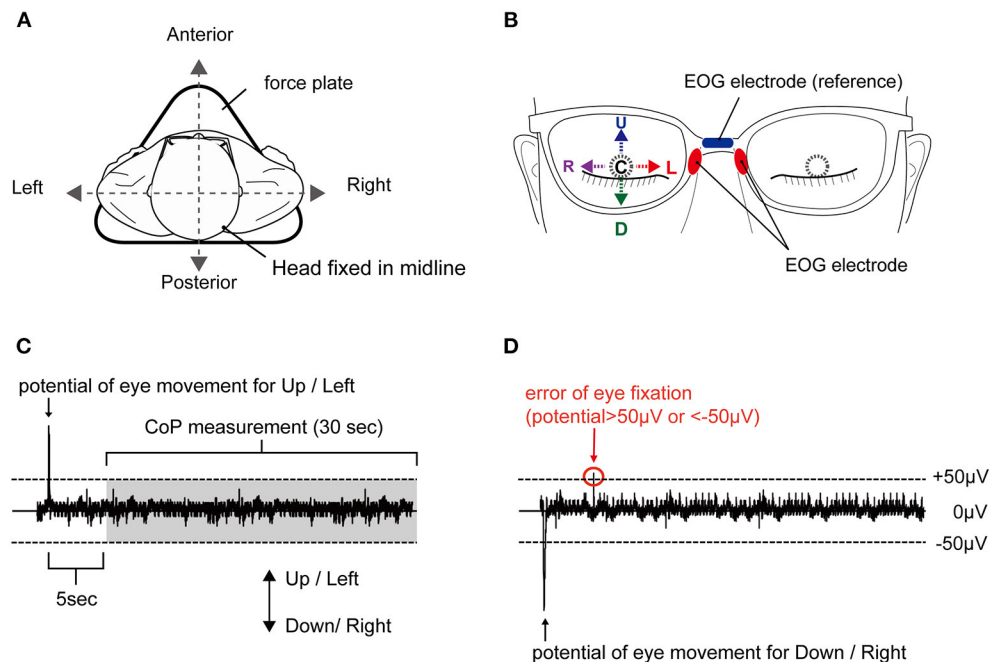 A
Anterior
force plate
Left
Right
Head fixed in midline
Posterior
B
EOG electrode (reference)
U
R
C
L
D
EOG electrode
C
potential of eye movement for Up / Left
CoP measurement (30 sec)
5sec
Up / Left
Down/ Right
D
error of eye fixation
(potential>50μV or <-50μV)
+50μV
0μV
-50μV
potential of eye movement for Down / Right